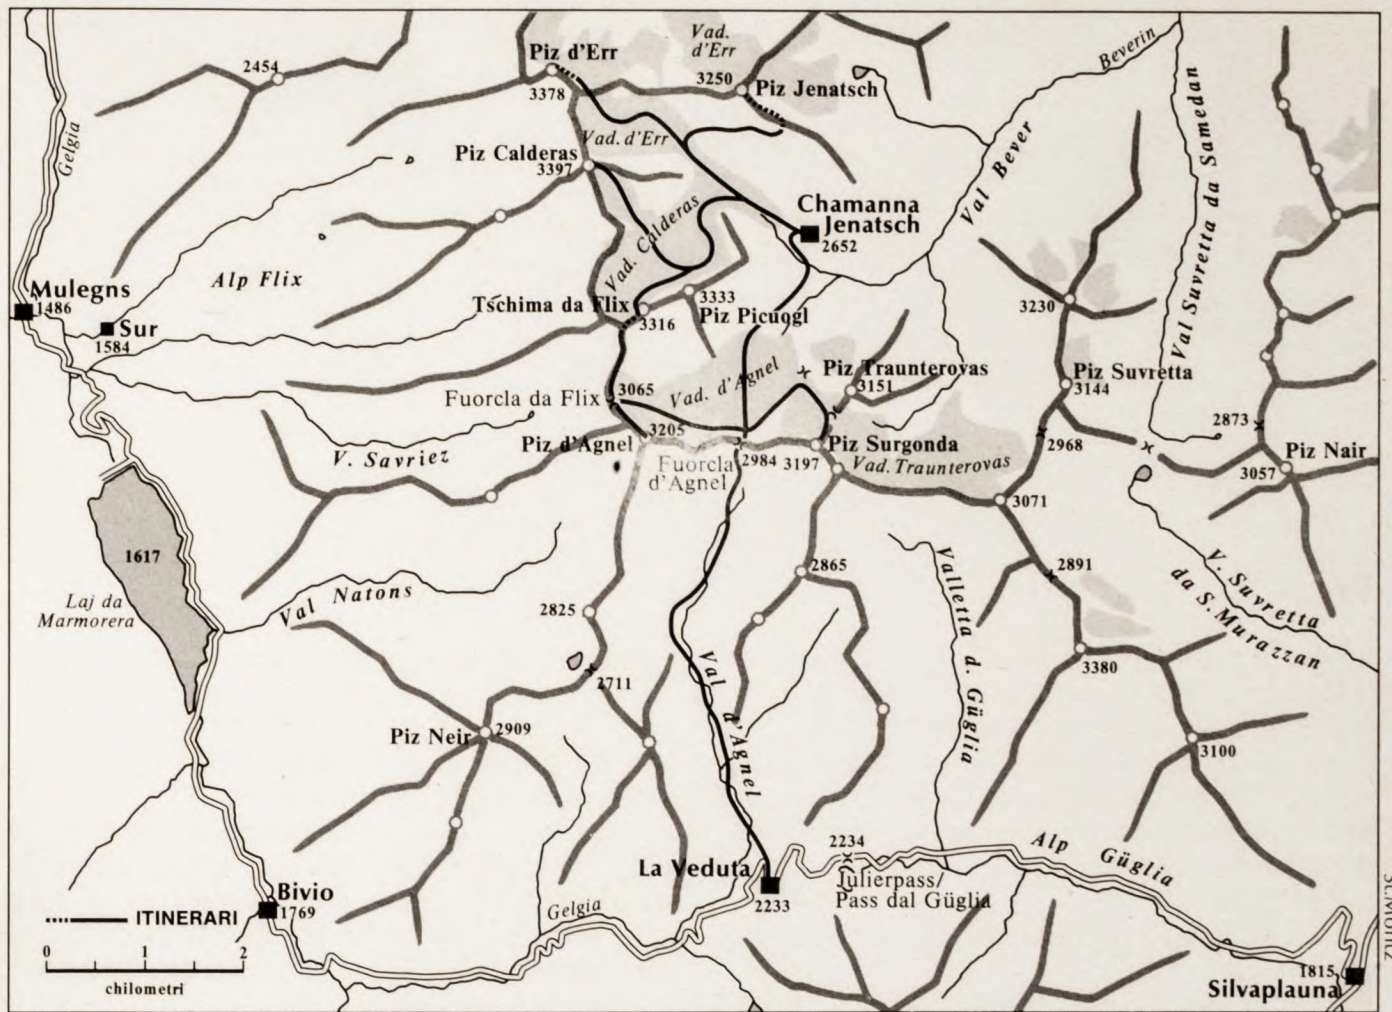 Vad.
d'Err
Beverin
Piz d'Err
2454
3378
3250
Piz Jenatsch
Gelgia
Vad. d'Err
Val Bever
Val Suvretta da Samedan
Piz Calderas
3397
Chamanna
Jenatsch
2652
Vad. Calderas
Alp Flix
Mulegns
1486
Sur
1584
Tschima da Flix
3316
3333
Piz Picuogl
3230
Piz Traunterovas
3151
Piz Suvretta
3144
Vad. d'Agnel
3065
Fuorcla da Flix
3205
Piz d'Agnel
Fuorcla
d'Agnel
2984
3197
Piz Surgonda
Vad. Traunterovas
2968
2873
Piz Nair
3057
V. Savriez
3071
1617
Laj da
Marmorera
Val Natons
2865
2891
Valletta d. Güglia
V. Suvretta
da S. Murazzan
2825
2711
3380
Val d'Agnel
Piz Neir
2909
3100
La Veduta
2233
2234
Julierpass/
Pass dal Güglia
Alp Güglia
Bivio
1769
Gelgia
ITINERARI
0 1 2
chilometri
St.Moritz
1815
Silvaplauna